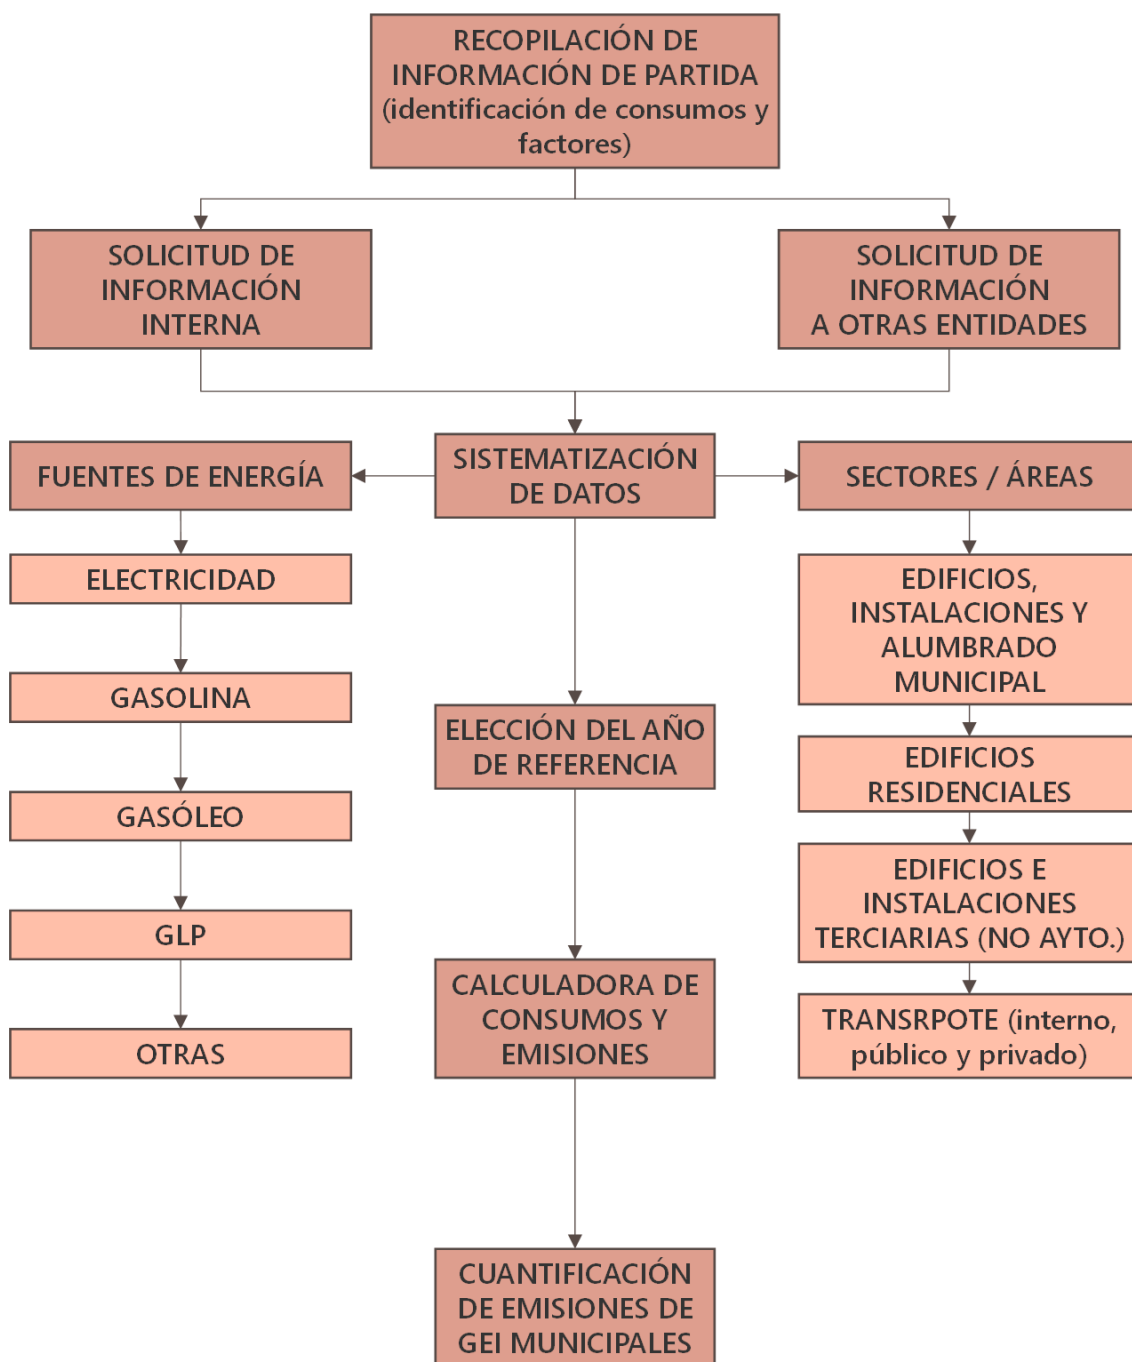 RECOPILACIÓN DE
INFORMACIÓN DE PARTIDA
(identificación de consumos y
factores)
SOLICITUD DE
INFORMACIÓN
INTERNA
SOLICITUD DE
INFORMACIÓN
A OTRAS ENTIDADES
SISTEMATIZACIÓN
DE DATOS
FUENTES DE ENERGÍA
ELECTRICIDAD
GASOLINA
GASÓLEO
GLP
OTRAS
ELECCIÓN DEL AÑO
DE REFERENCIA
CALCULADORA DE
CONSUMOS Y
EMISIONES
CUANTIFICACIÓN
DE EMISIONES DE
GEI MUNICIPALES
SECTORES / ÁREAS
EDIFICIOS,
INSTALACIONES Y
ALUMBRADO
MUNICIPAL
EDIFICIOS
RESIDENCIALES
EDIFICIOS E
INSTALACIONES
TERCIARIAS (NO AYTO.)
TRANSRPOTE (interno,
público y privado)